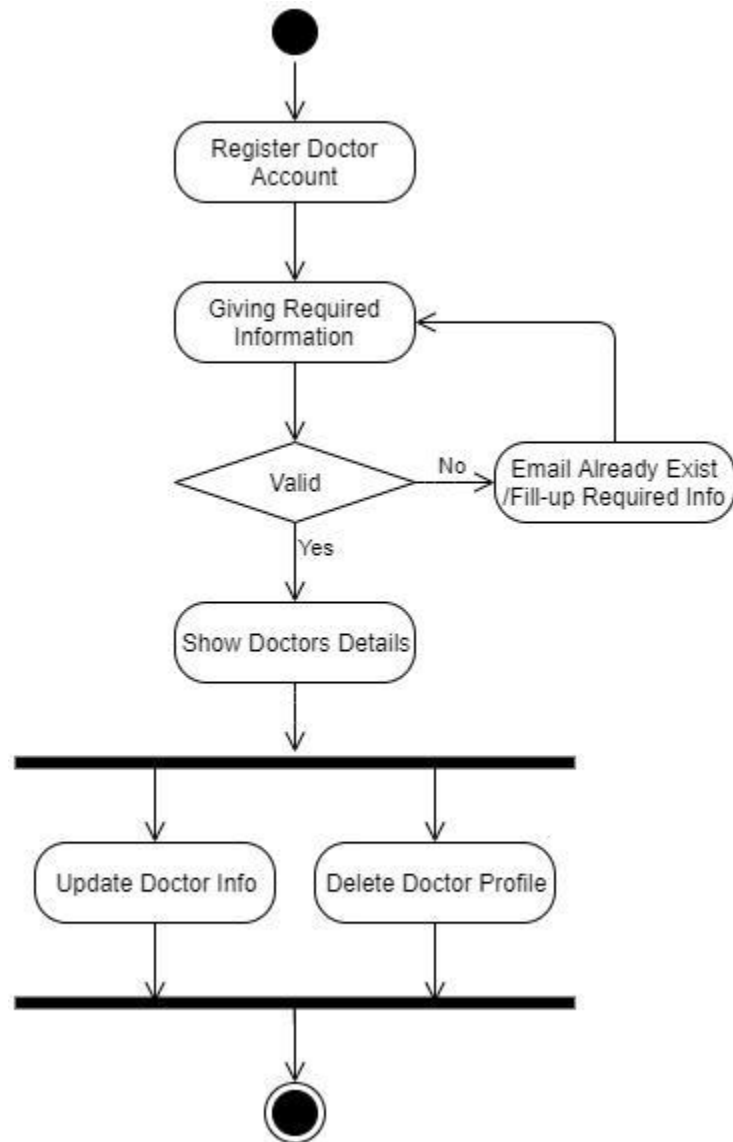 Register Doctor
Account
Giving Required
Information
Valid
No
Email Already Exist
/Fill-up Required Info
Yes
Show Doctors Details
Update Doctor Info
Delete Doctor Profile